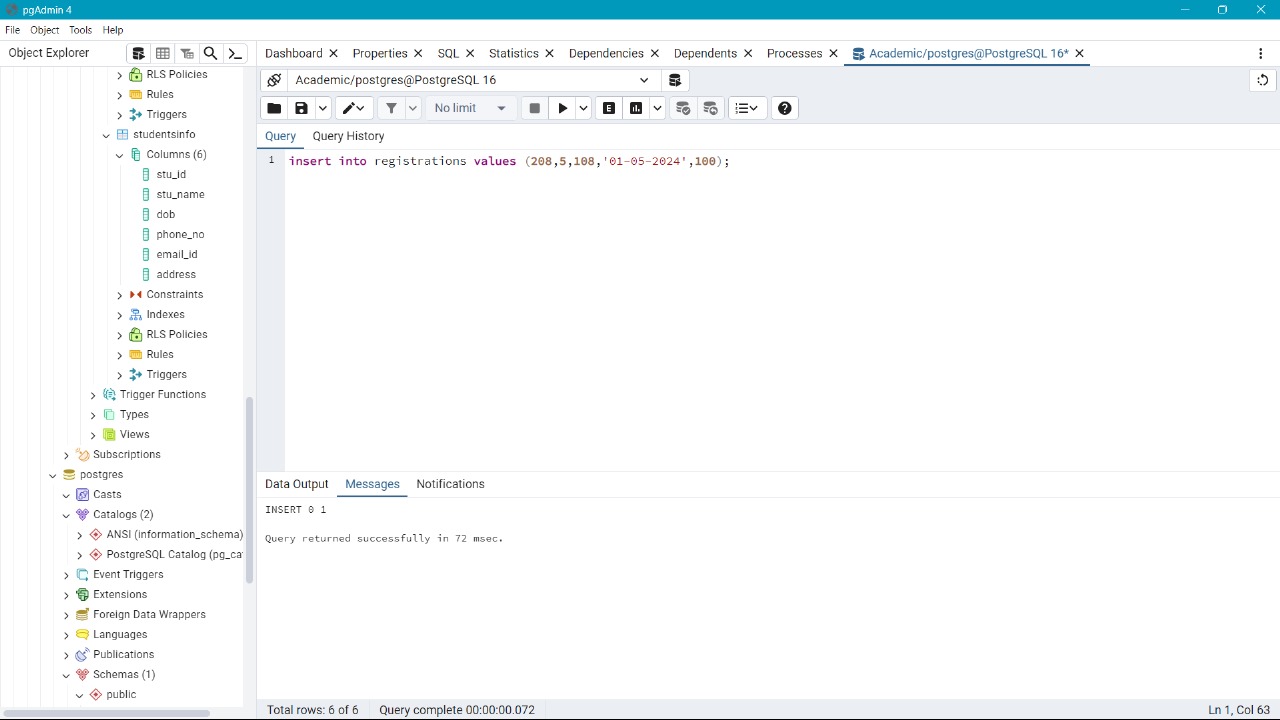 pgAdmin 4
File Object Tools Help
Object Explorer
Dashboard Properties SQL Statistics Dependencies Dependents Processes Academic/postgres@PostgreSQL 16*
Academic/postgres@PostgreSQL 16
No limit
E
Query Query History
1 insert into registrations values (208,5,108,'01-05-2024',100);
RLS Policies
Rules
Triggers
studentsinfo
Columns (6)
stu_id
stu_name
dob
phone_no
email_id
address
Constraints
Indexes
RLS Policies
Rules
Triggers
Trigger Functions
Types
Views
Subscriptions
postgres
Casts
Catalogs (2)
ANSI (information_schema)
PostgreSQL Catalog (pg_ca
Event Triggers
Extensions
Foreign Data Wrappers
Languages
Publications
Schemas (1)
public
Data Output Messages Notifications
INSERT 0 1
Query returned successfully in 72 msec.
Total rows: 6 of 6 Query complete 00:00:00.072 Ln 1, Col 63